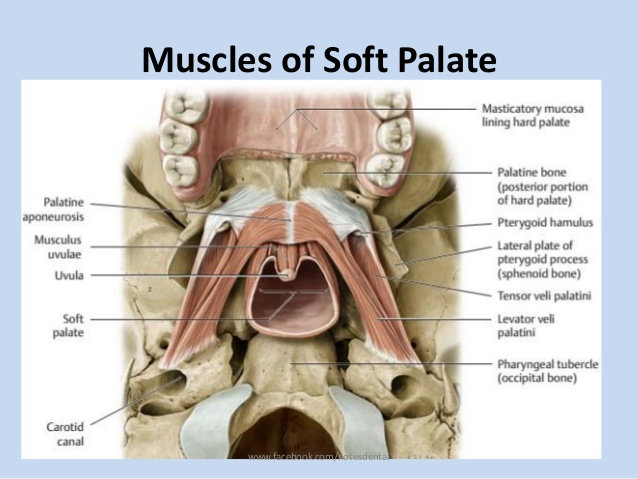 Muscles of Soft Palate
Masticatory mucosa
lining hard palate
Palatine bone
(posterior portion
of hard palate)
Palatine
aponeurosis
Pterygoid hamulus
Musculus
uvulae
Lateral plate of
pterygoid process
(sphenoid bone)
Uvula
Tensor veli palatini
Soft
palate
Levator veli
palatini
Pharyngeal tubercle
(occipital bone)
Carotid
canal